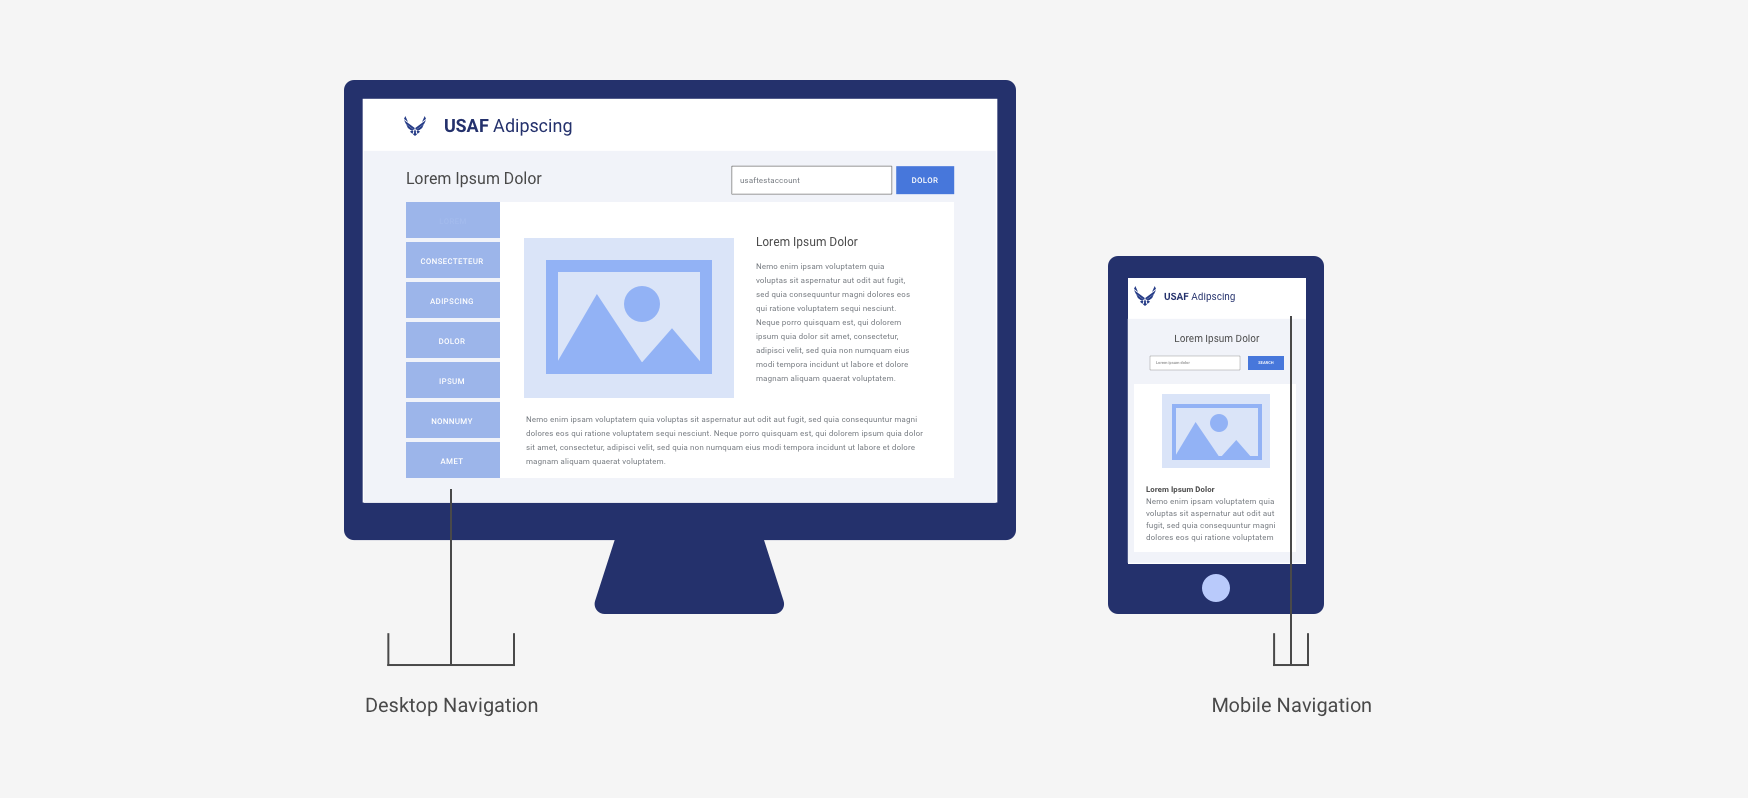 USAF Adipscing
Lorem Ipsum Dolor
usaftestaccount
DOLOR
CONSECTETEUR
ADIPSCING
DOLOR
IPSUM
NONNUMY
AMET
Lorem Ipsum Dolor
Nemo enim ipsam voluptatem quia
voluptas sit aspernatur aut odit aut fugit,
sed quia consequuntur magni dolores eos
qui ratione voluptatem sequi nesciunt.
Neque porro quisquam est, qui dolorem
ipsum quia dolor sit amet, consectetur,
adipisci velit, sed quia non numquam eius
modi tempora incidunt ut labore et dolore
magnam aliquam quaerat voluptatem.
Nemo enim ipsam voluptatem quia voluptas sit aspernatur aut odit aut fugit, sed quia consequuntur magni
dolores eos qui ratione voluptatem sequi nesciunt. Neque porro quisquam est, qui dolorem ipsum quia dolor
sit amet, consectetur, adipisci velit, sed quia non numquam eius modi tempora incidunt ut labore et dolore
magnam aliquam quaerat voluptatem.
USAF Adipscing
Lorem Ipsum Dolor
Lorem ipsum dolor
SEARCH
Lorem Ipsum Dolor
Nemo enim ipsam voluptatem quia
voluptas sit aspernatur aut odit aut
fugit, sed quia consequuntur magni
dolores eos qui ratione voluptatem
Desktop Navigation
Mobile Navigation